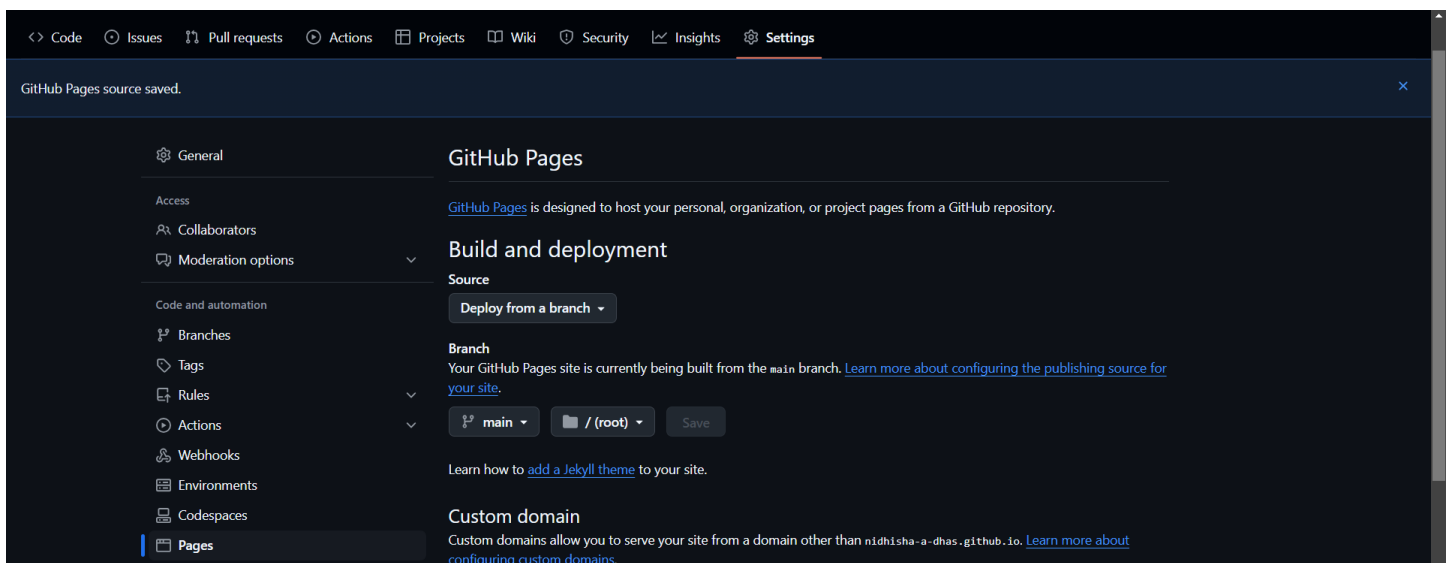 Code Issues Pull requests Actions Projects Wiki Security Insights Settings
GitHub Pages source saved.
General
Access
Collaborators
Moderation options
Code and automation
Branches
Tags
Rules
Actions
Webhooks
Environments
Codespaces
Pages
GitHub Pages
GitHub Pages is designed to host your personal, organization, or project pages from a GitHub repository.
Build and deployment
Source
Deploy from a branch
Branch
Your GitHub Pages site is currently being built from the main branch. Learn more about configuring the publishing source for
your site.
main / (root) Save
Learn how to add a Jekyll theme to your site.
Custom domain
Custom domains allow you to serve your site from a domain other than nidhisha-a-dhas.github.io. Learn more about
configuring custom domains.